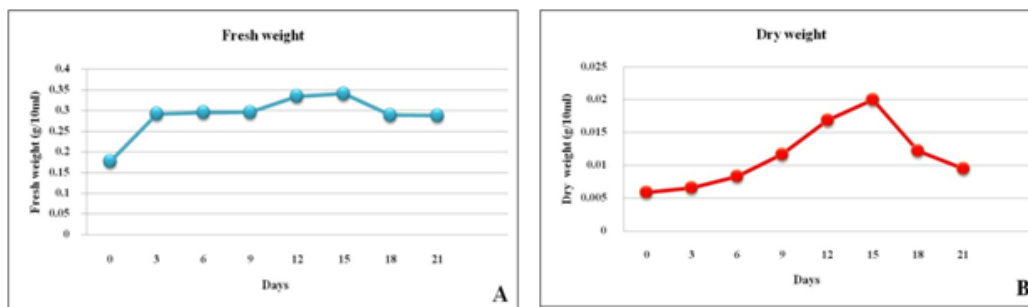 Fresh weight
Fresh weight (g/10ml)
0.4
0.35
0.3
0.25
0.2
0.15
0.1
0.05
0
0 3 6 9 12 15 18 21
Days
A
Dry weight
Dry weight (g/10ml)
0.025
0.02
0.015
0.01
0.005
0
0 3 6 9 12 15 18 21
Days
B